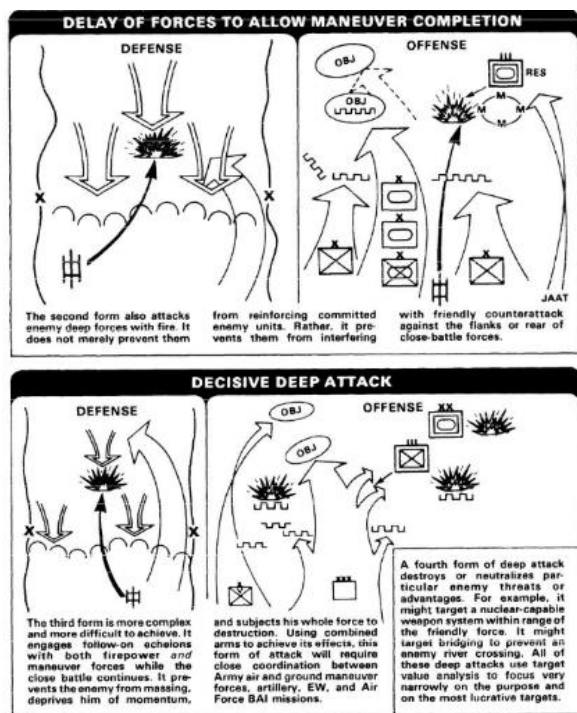 DELAY OF FORCES TO ALLOW MANEUVER COMPLETION
DEFENSE
X
X
The second form also attacks
enemy deep forces with fire. It
does not merely prevent them
from reinforcing committed
enemy units. Rather, it pre-
vents them from interfering
OFFENSE
OBJ
OBJ
III
RES
M
M
M
M
X
X
X
X
X
JAAT
with friendly counterattack
against the flanks or rear of
close-battle forces.
DECISIVE DEEP ATTACK
DEFENSE
X
X
The third form is more complex
and more difficult to achieve. It
engages follow-on echelons
with both firepower and
maneuver forces while the
close battle continues. It pre-
vents the enemy from massing,
deprives him of momentum,
OFFENSE
OBJ
OBJ
XX
III
X
III
and subjects his whole force to
destruction. Using combined
arms to achieve its effects, this
form of attack will require
close coordination between
Army air and ground maneuver
forces, artillery, EW, and Air
Force BAI missions.
A fourth form of deep attack
destroys or neutralizes par-
ticular enemy threats or
advantages. For example, it
might target a nuclear-capable
weapon system within range of
the friendly force. It might
target bridging to prevent an
enemy river crossing. All of
these deep attacks use target
value analysis to focus very
narrowly on the purpose and
on the most lucrative targets.